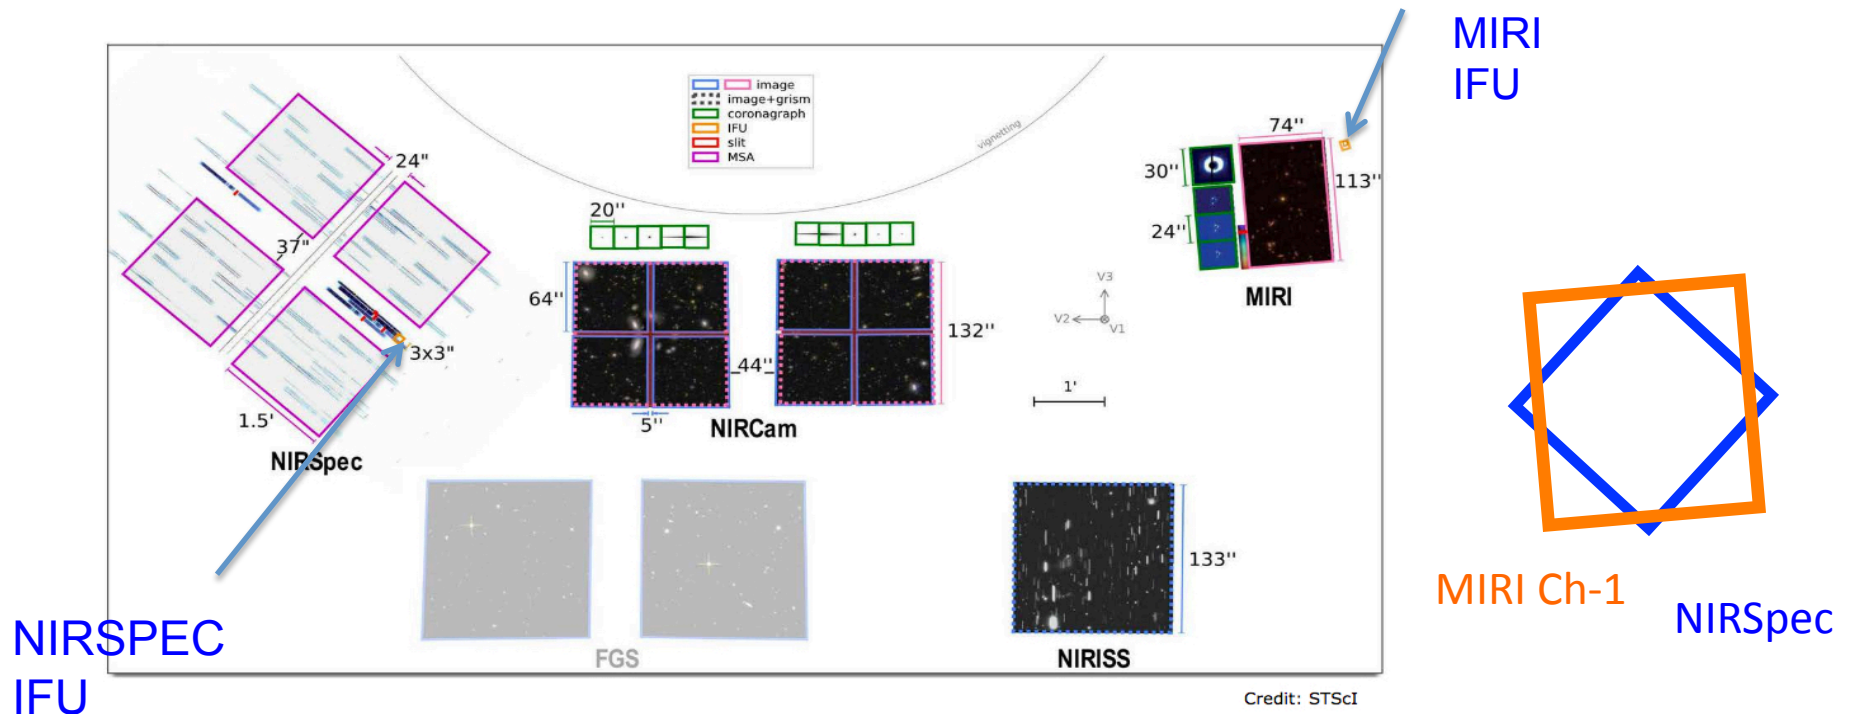 MIRI
IFU
image
image+grism
coronagraph
IFU
slit
MSA
vignetting
24"
37"
3x3"
1.5'
NIRSpec
20''
64''
44''
132''
5''
NIRCam
V3
V2
V1
1'
74''
30''
113''
24''
MIRI
FGS
133''
NIRISS
MIRI Ch-1
NIRSpec
NIRSPEC
IFU
Credit: STScI